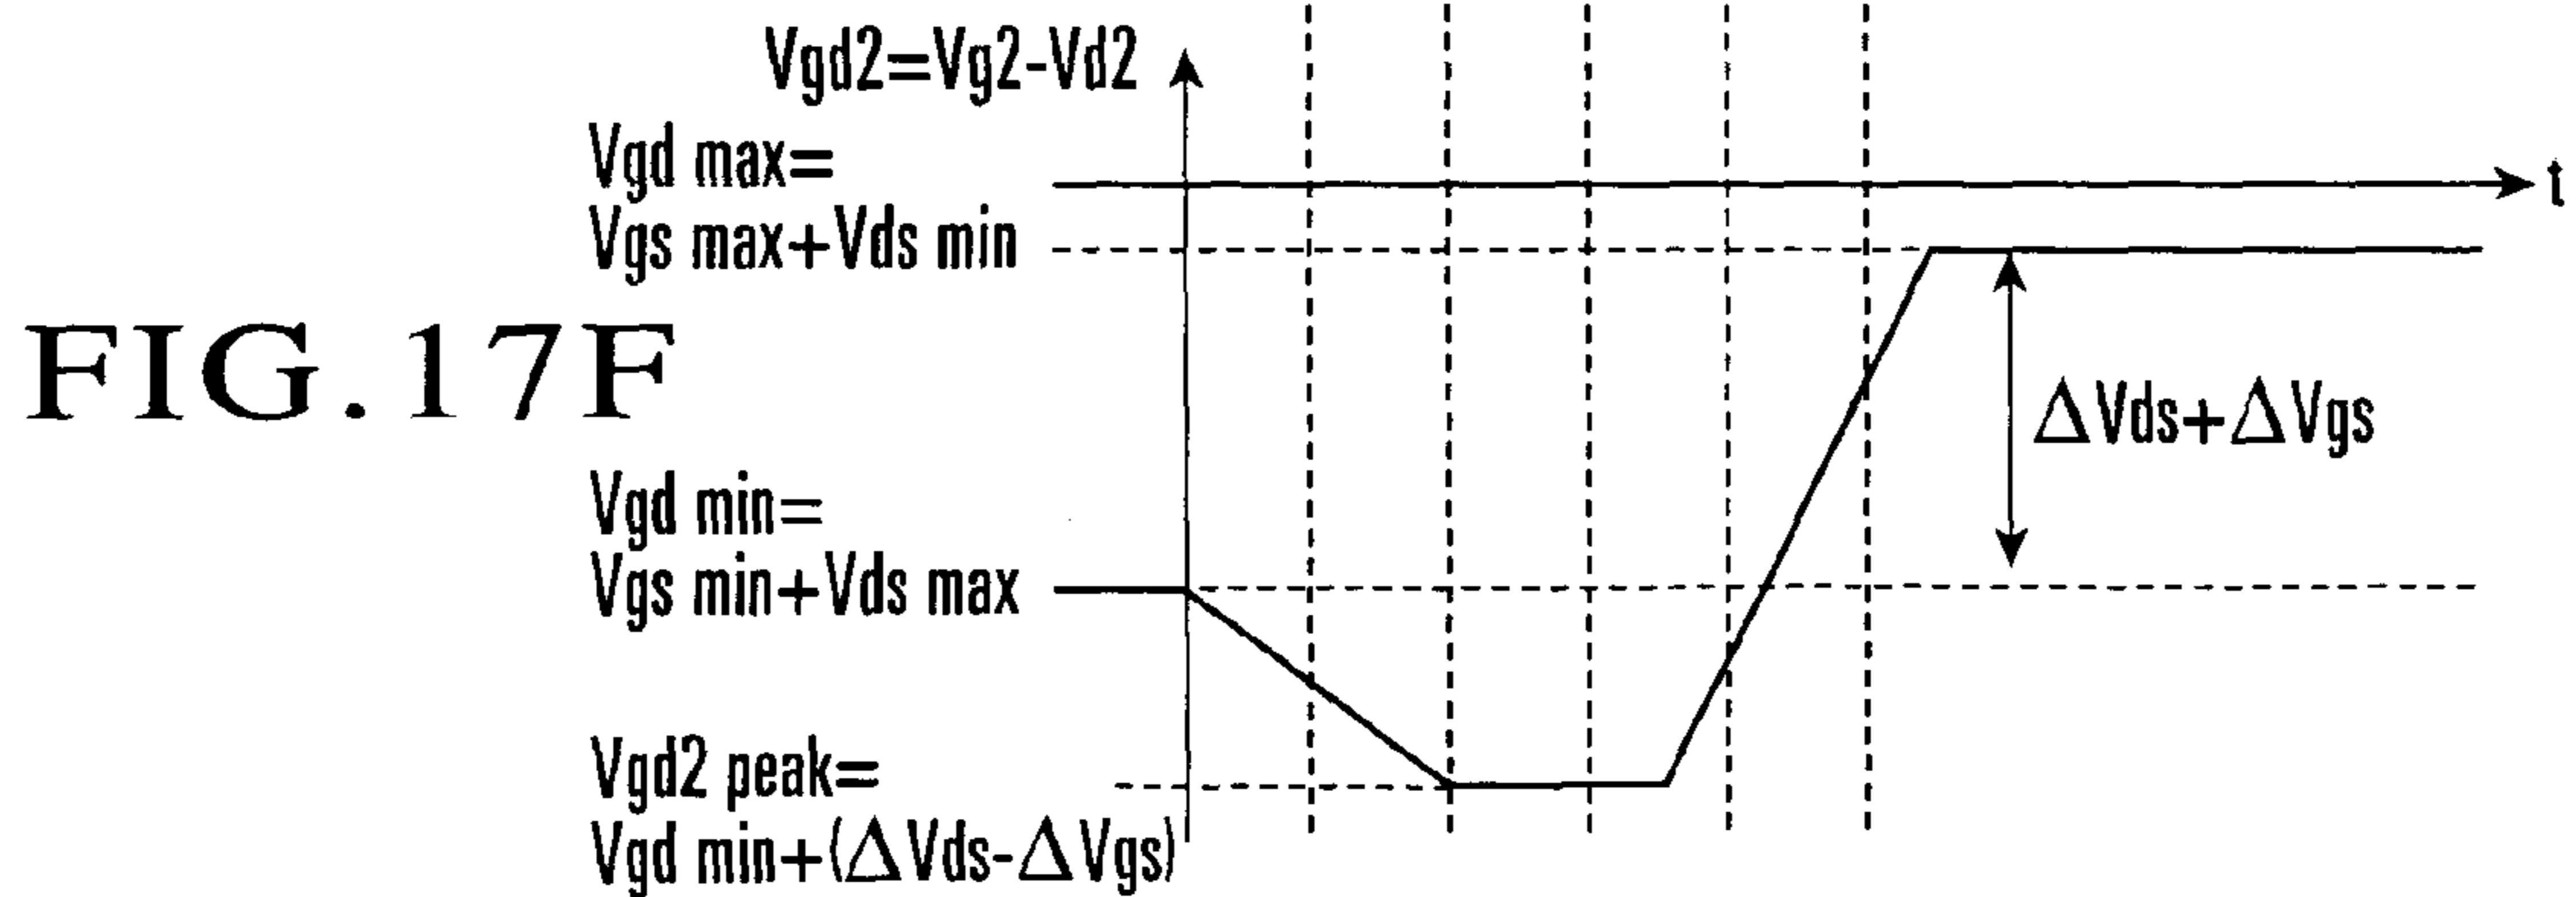 Vgd2=Vg2-Vd2
Vgd max=
Vgs max+Vds min
t
FIG.17F
ΔVds+ΔVgs
Vgd min=
Vgs min+Vds max
Vgd2 peak=
Vgd min+(ΔVds-ΔVgs)